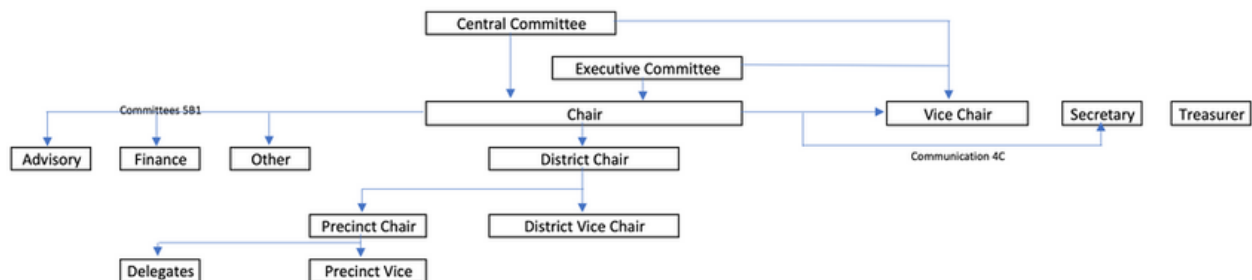 Central Committee
Executive Committee
Committees 5B1
Chair
Vice Chair
Secretary
Treasurer
Advisory
Finance
Other
District Chair
Communication 4C
Precinct Chair
District Vice Chair
Delegates
Precinct Vice